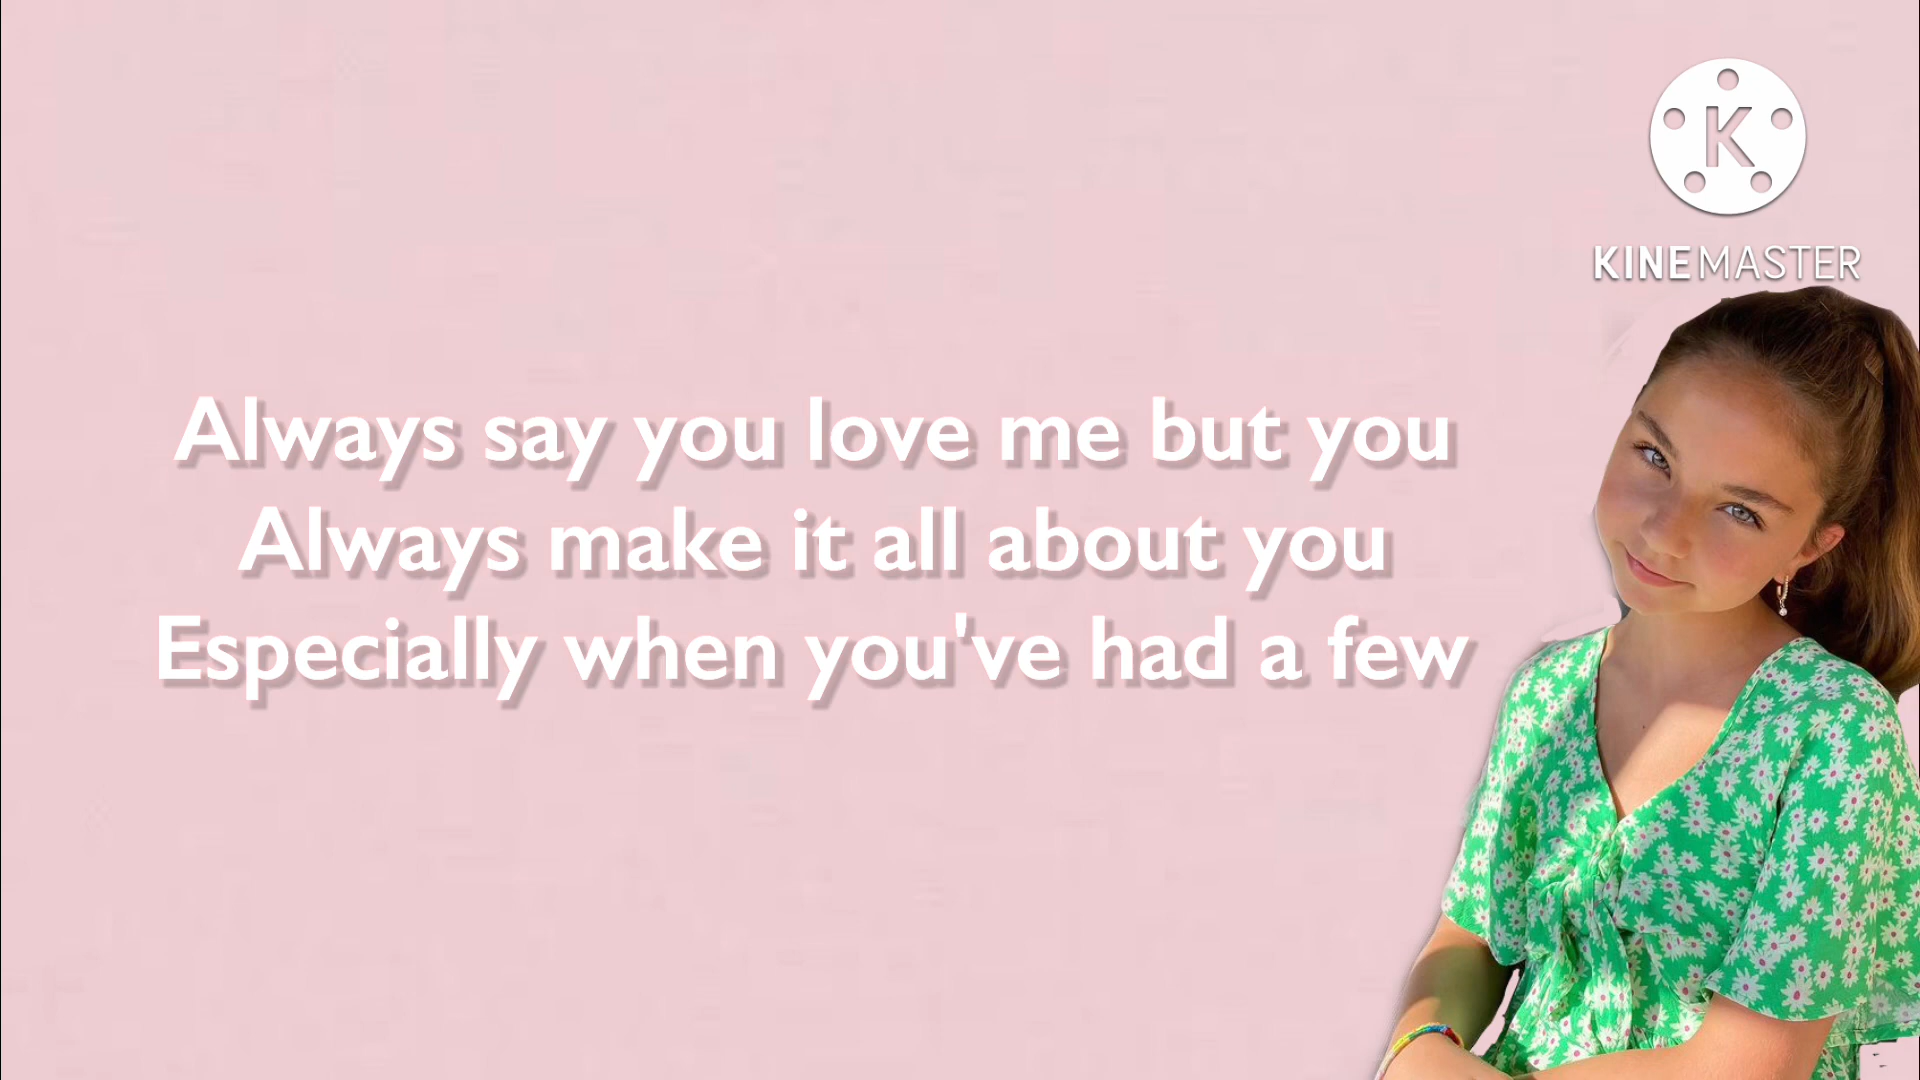 K
KINEMASTER
Always say you love me but you
Always make it all about you
Especially when you've had a few